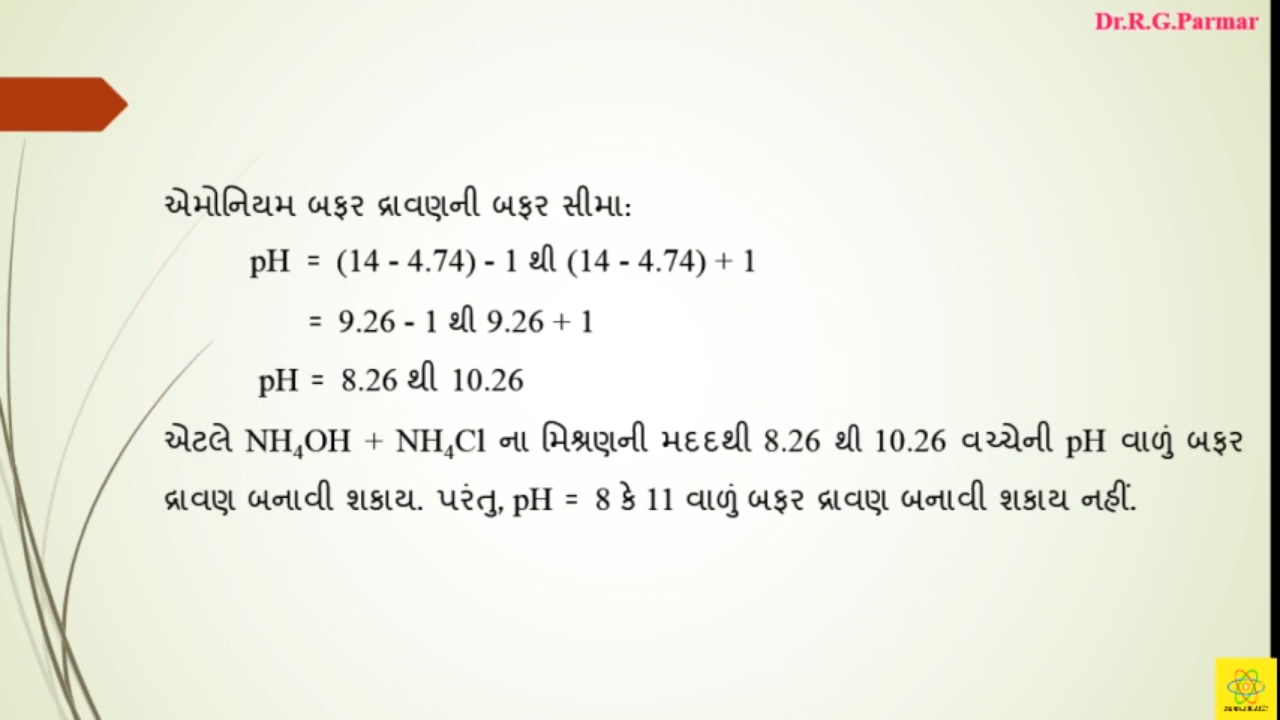 Dr.R.G.Parmar
એમોનિયમ બફર દ્રાવણની બફર સીમા:
pH = (14 - 4.74) - 1 થી (14 - 4.74) + 1
= 9.26 - 1 થી 9.26 + 1
pH = 8.26 થી 10.26
એટલે NH₄OH + NH₄Cl ના મિશ્રણની મદદથી 8.26 થી 10.26 વચ્ચેની pH વાળું બફર
દ્રાવણ બનાવી શકાય. પરંતુ, pH = 8 કે 11 વાળું બફર દ્રાવણ બનાવી શકાય નહીં.